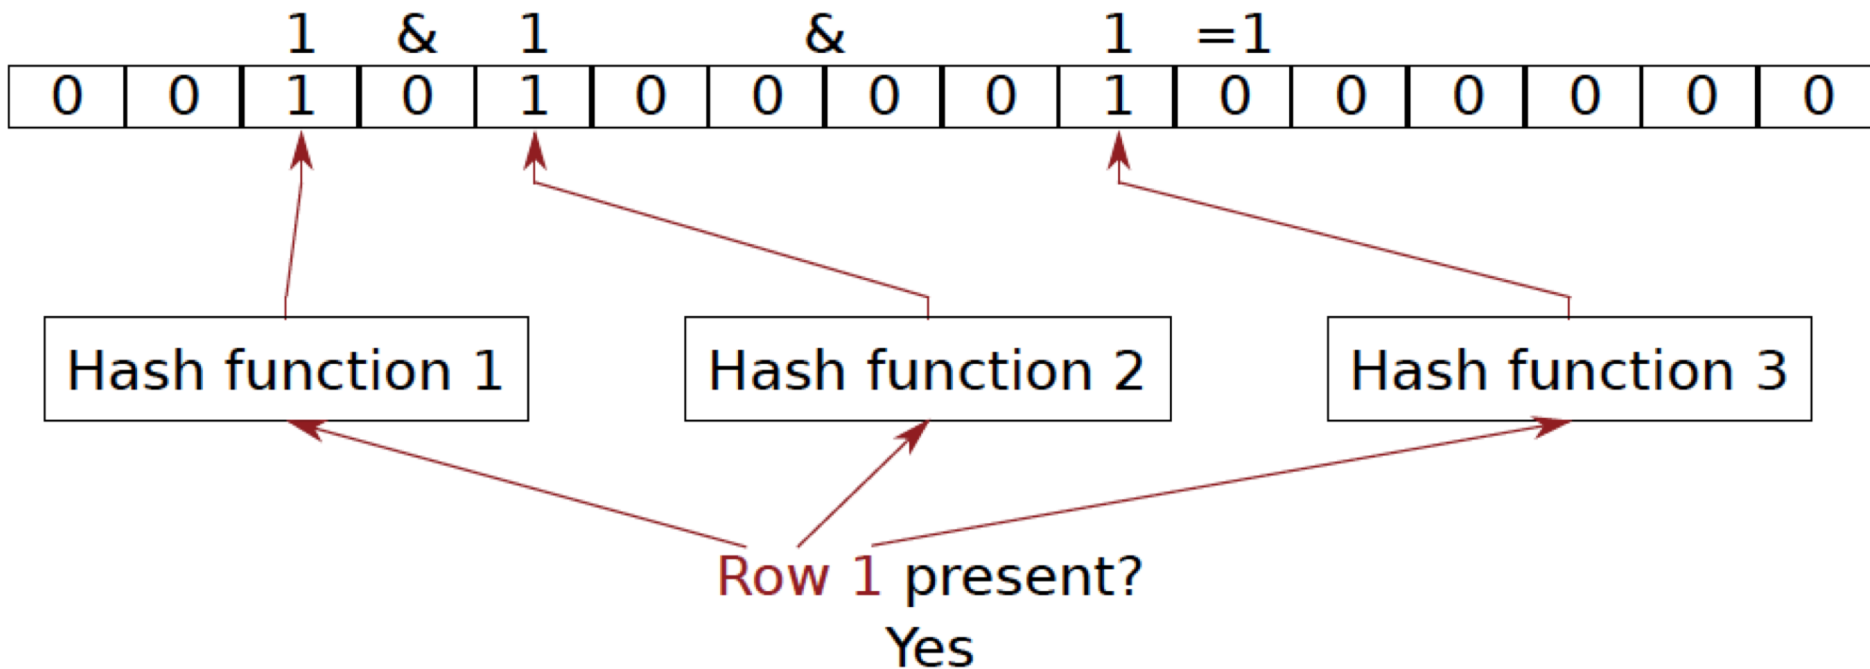 1 & 1 & 1 =1
0 0 1 0 1 0 0 0 0 1 0 0 0 0 0 0
Hash function 1 Hash function 2 Hash function 3
Row 1 present?
Yes